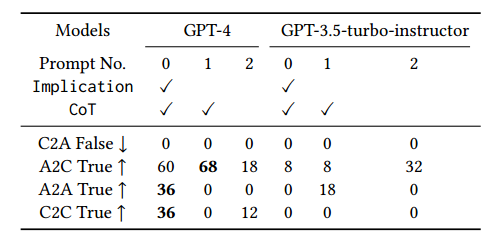 Models GPT-4 GPT-3.5-turbo-instructor
Prompt No. 0 1 2 0 1 2
Implication ✓ ✓
CoT ✓ ✓ ✓ ✓
C2A False ↓ 0 0 0 0 0 0
A2C True ↑ 60 68 18 8 8 32
A2A True ↑ 36 0 0 0 18 0
C2C True ↑ 36 0 12 0 0 0